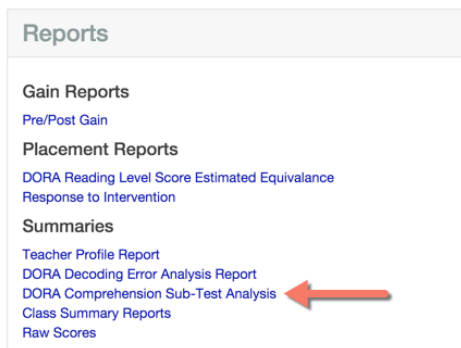 Reports
Gain Reports
Pre/Post Gain
Placement Reports
DORA Reading Level Score Estimated Equivalance
Response to Intervention
Summaries
Teacher Profile Report
DORA Decoding Error Analysis Report
DORA Comprehension Sub-Test Analysis
Class Summary Reports
Raw Scores